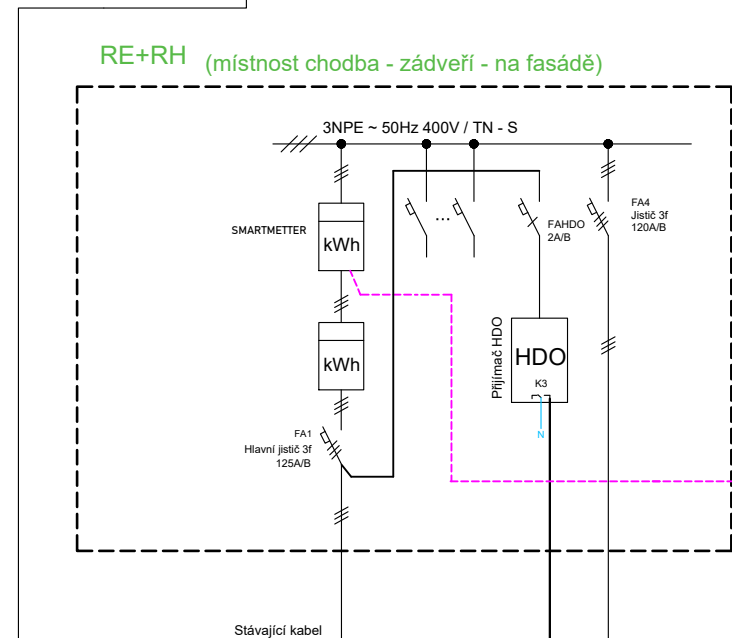 RE+RH (místnost chodba - zádveří - na fasádě)
3NPE ~ 50Hz 400V / TN - S
SMARTMETTER
kWh
...
FAHDO
2A/B
FA4
Jistič 3f
120A/B
kWh
Přijímač HDO
HDO
K3
N
FA1
Hlavní jistič 3f
125A/B
Stávající kabel